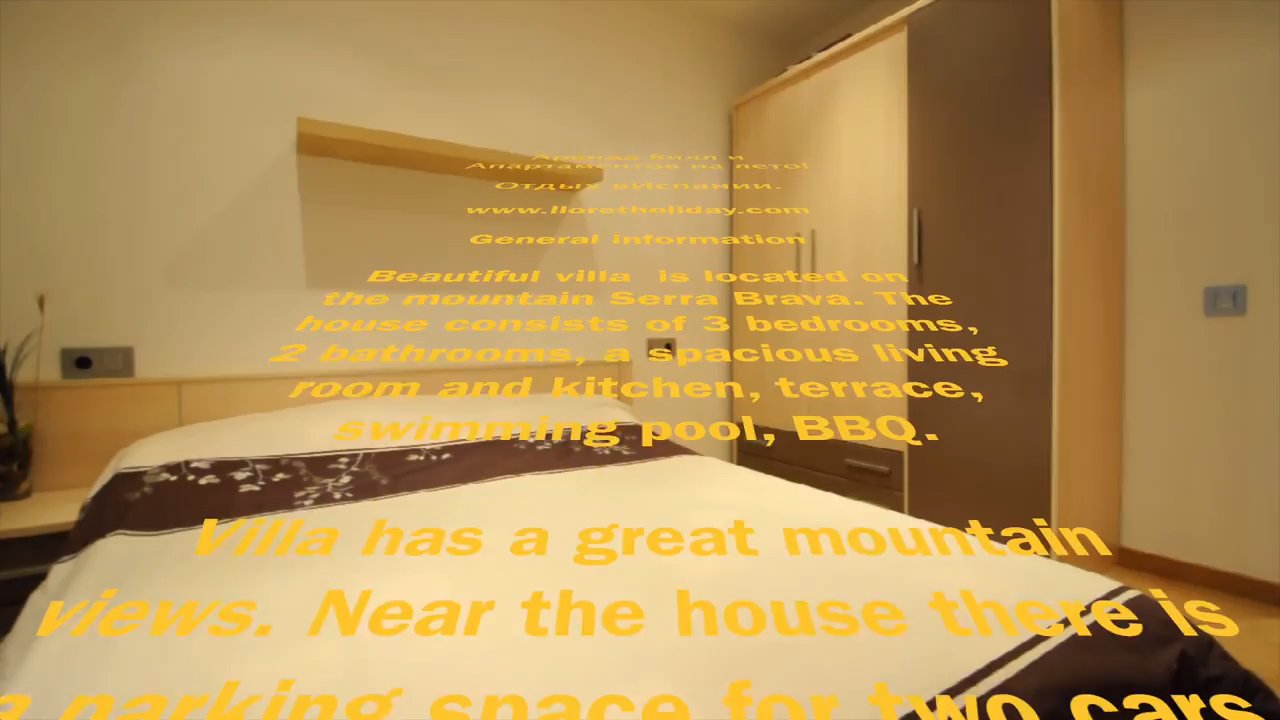 Аренда Вилл и
Апартаментов на лето!
Отдых вИспании.
www.lloretholiday.com
General information
Beautiful villa is located on
the mountain Serra Brava. The
house consists of 3 bedrooms,
2 bathrooms, a spacious living
room and kitchen, terrace,
swimming pool, BBQ.
Villa has a great mountain
views. Near the house there is
a parking space for two cars